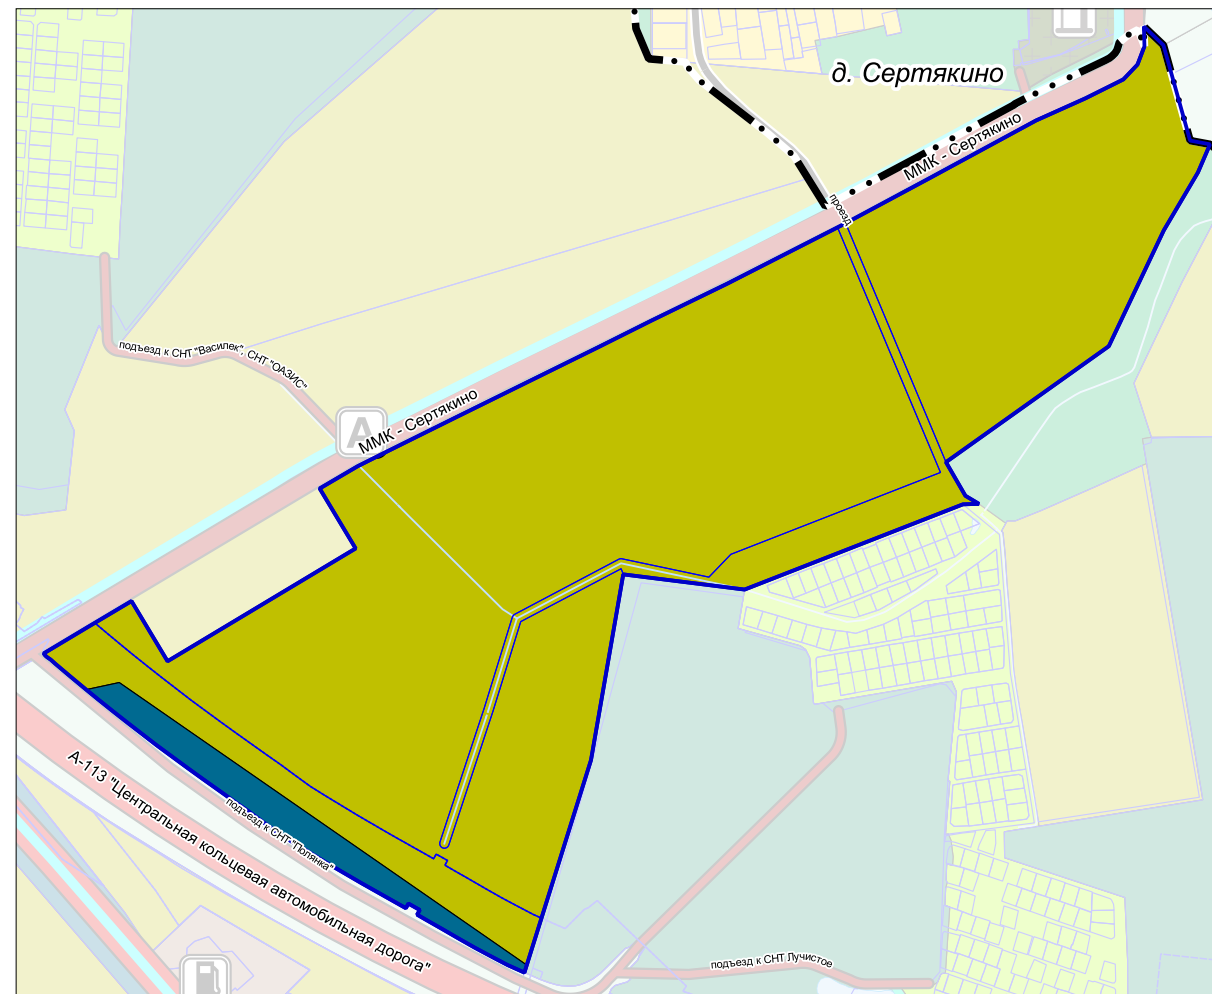 д. Сертякино
ММК - Сертякино
проезд
подъезд к СНТ "Василек", СНТ "ОАЗИС"
А
ММК - Сертякино
подъезд к СНТ "Полянка"
А-113 "Центральная кольцевая автомобильная дорога"
подъезд к СНТ Лучистое